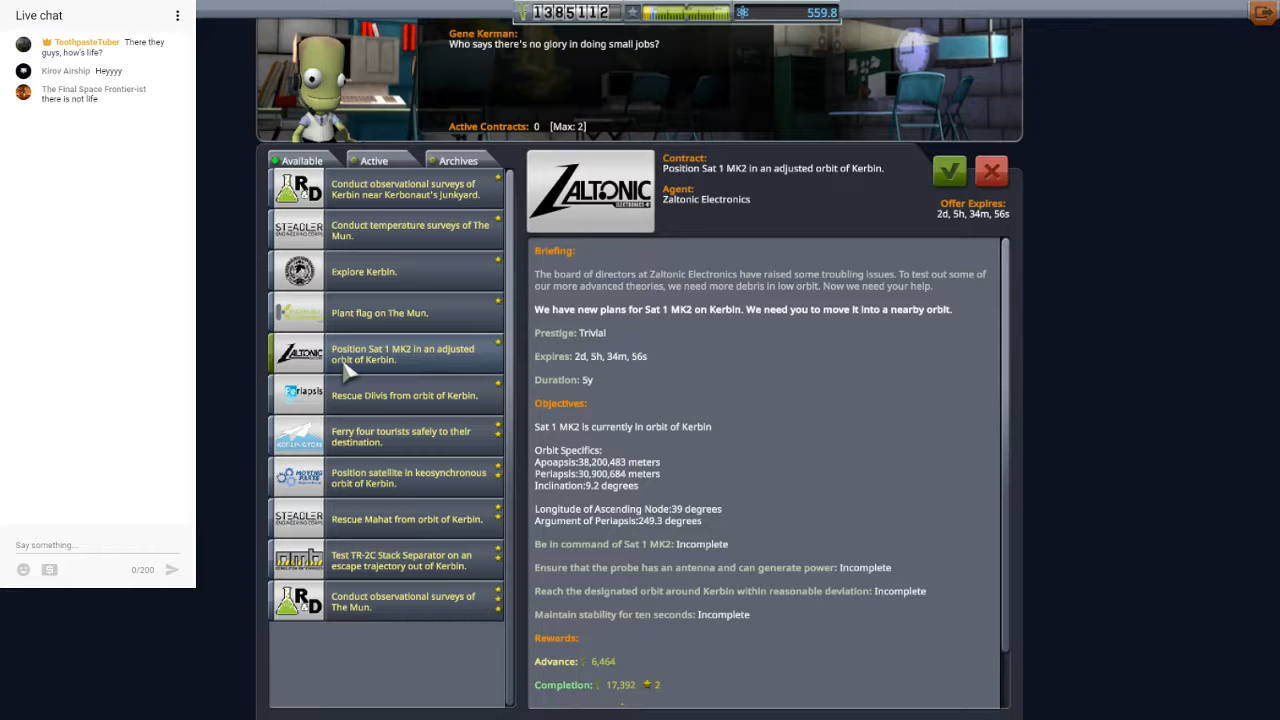 Live chat
ToothpasteTuber There they
guys, how's life?
Kirov Airship Heyyyy
The Final Space Frontier-ist
there is not life
Say something...
0/200
1385112
559.8
Gene Kerman:
Who says there's no glory in doing small jobs?
Active Contracts: 0 [Max: 2]
Available
Active
Archives
R&D
Conduct observational surveys of
Kerbin near Kerbonaut's Junkyard.
STEADLER
ENGINEERING CORPS
Conduct temperature surveys of The
Mun.
Explore Kerbin.
Plant flag on The Mun.
ZALTONIC
Position Sat 1 MK2 in an adjusted
orbit of Kerbin.
Periapsis
Rescue Dilvis from orbit of Kerbin.
KERLINGTON
Ferry four tourists safely to their
destination.
MOVING
PARTS
Position satellite in keosynchronous
orbit of Kerbin.
STEADLER
ENGINEERING CORPS
Rescue Mahat from orbit of Kerbin.
Test TR-2C Stack Separator on an
escape trajectory out of Kerbin.
R&D
Conduct observational surveys of
The Mun.
ZALTONIC
ELECTRONICS
Contract:
Position Sat 1 MK2 in an adjusted orbit of Kerbin.
Agent:
Zaltonic Electronics
Offer Expires:
2d, 5h, 34m, 56s
Briefing:
The board of directors at Zaltonic Electronics have raised some troubling issues. To test out some of
our more advanced theories, we need more debris in low orbit. Now we need your help.
We have new plans for Sat 1 MK2 on Kerbin. We need you to move it into a nearby orbit.
Prestige: Trivial
Expires: 2d, 5h, 34m, 56s
Duration: 5y
Objectives:
Sat 1 MK2 is currently in orbit of Kerbin
Orbit Specifics:
Apoapsis:38,200,483 meters
Periapsis:30,900,684 meters
Inclination:9.2 degrees
Longitude of Ascending Node:39 degrees
Argument of Periapsis:249.3 degrees
Be in command of Sat 1 MK2: Incomplete
Ensure that the probe has an antenna and can generate power: Incomplete
Reach the designated orbit around Kerbin within reasonable deviation: Incomplete
Maintain stability for ten seconds: Incomplete
Rewards:
Advance: 6,464
Completion: 17,392 2